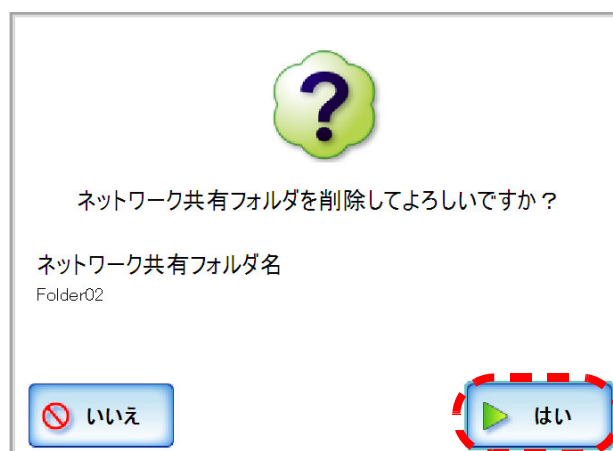 ネットワーク共有フォルダを削除してよろしいですか？
ネットワーク共有フォルダ名
Folder02
いいえ
はい